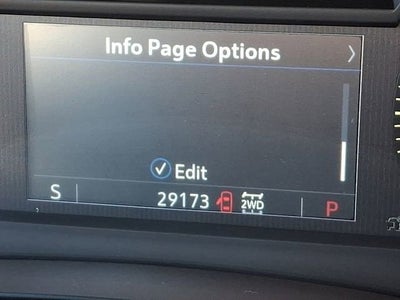 Info Page Options
Edit
S 29173 2WD P